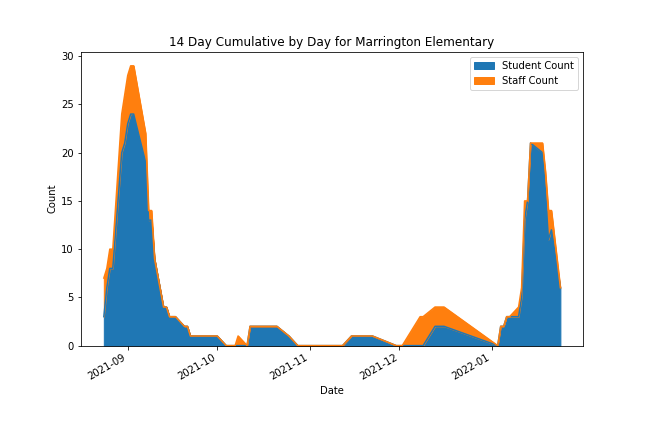 14 Day Cumulative by Day for Marrington Elementary
Student Count
Staff Count
30
25
20
15
10
5
0
Count
2021-09
2021-10
2021-11
2021-12
2022-01
Date